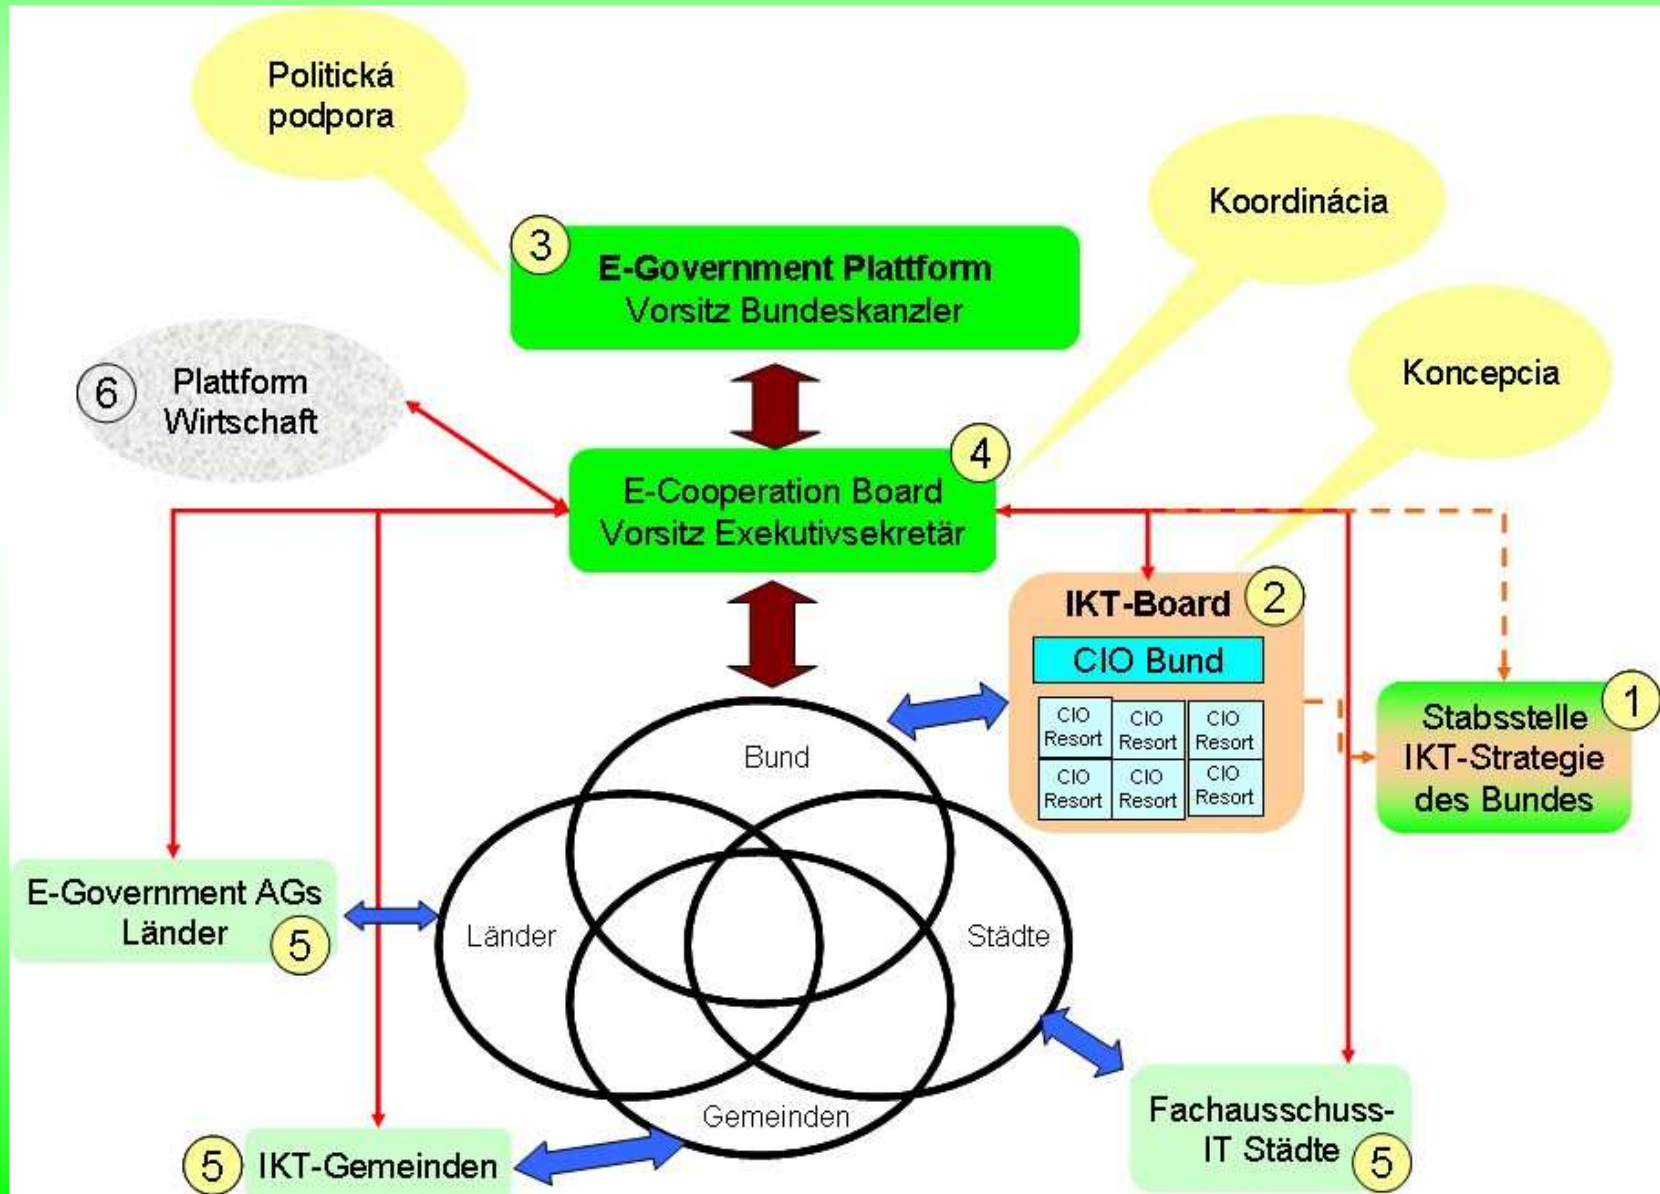 Politická
podpora
Koordinácia
3
E-Government Plattform
Vorsitz Bundeskanzler
Koncepcia
6
Plattform
Wirtschaft
4
E-Cooperation Board
Vorsitz Exekutivsekretär
IKT-Board
2
CIO Bund
CIO
Resort
CIO
Resort
CIO
Resort
CIO
Resort
CIO
Resort
CIO
Resort
1
Stabsstelle
IKT-Strategie
des Bundes
Bund
Länder
Städte
Gemeinden
E-Government AGs
Länder
5
5
IKT-Gemeinden
Fachausschuss-
IT Städte
5